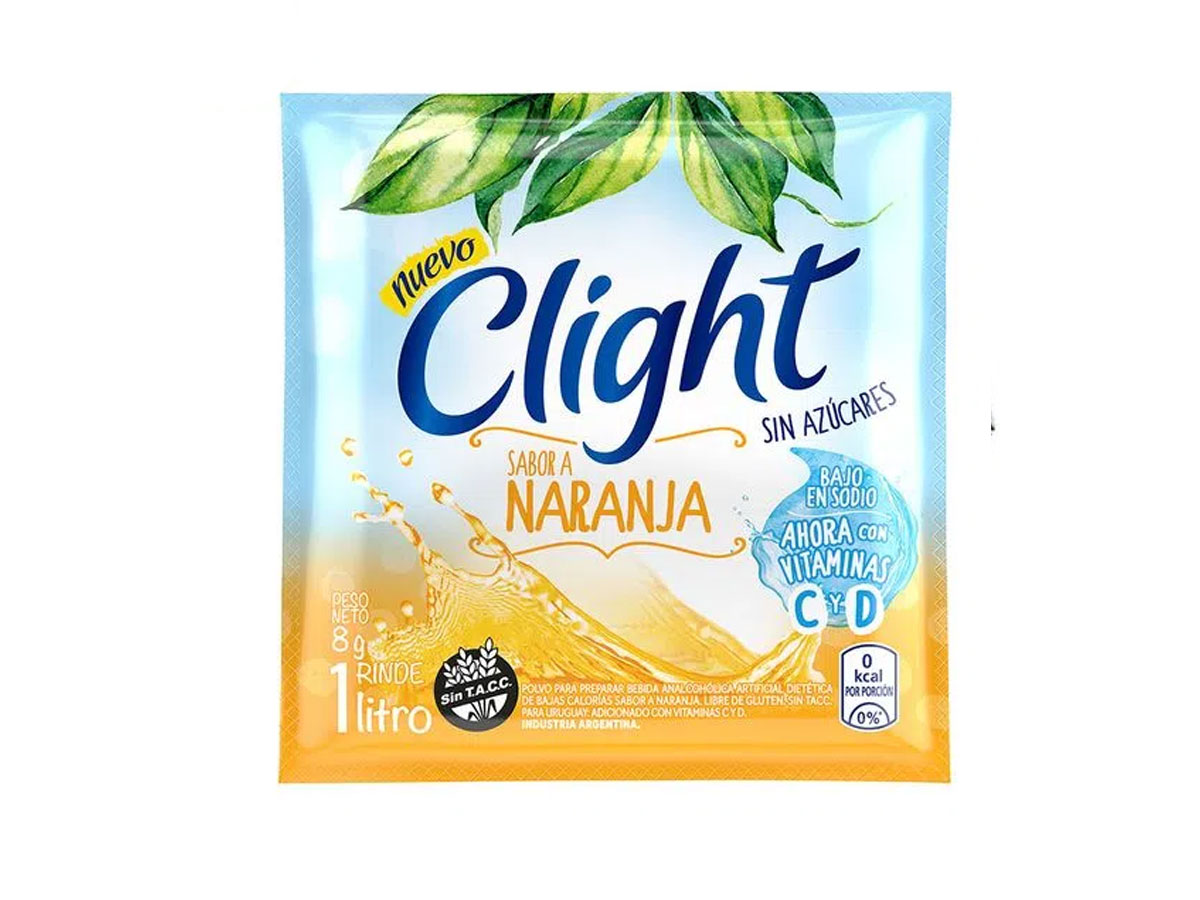 Nuevo
Clight
SIN AZÚCARES
SABOR A
NARANJA
BAJO
EN SODIO
AHORA CON
VITAMINAS
C Y D
PESO
NETO
8 g
RINDE
1 litro
Sin T.A.C.C.
POLVO PARA PREPARAR BEBIDA ANALCOHÓLICA ARTIFICIAL DIETÉTICA
DE BAJAS CALORÍAS SABOR A NARANJA. LIBRE DE GLUTEN. SIN TACC.
PARA URUGUAY: ADICIONADO CON VITAMINAS C Y D.
INDUSTRIA ARGENTINA.
0
kcal
POR PORCIÓN
0%*